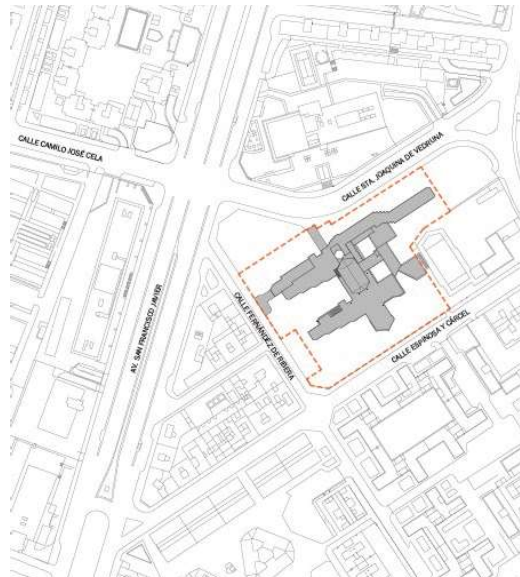 CALLE CAMILO JOSÉ CELA
CALLE STA. JOAQUINA DE VEDRUNA
AV. SAN FRANCISCO JAVIER
CALLE FERNÁNDEZ DE RIBERA
CALLE ESPINOSA Y CÁRCEL